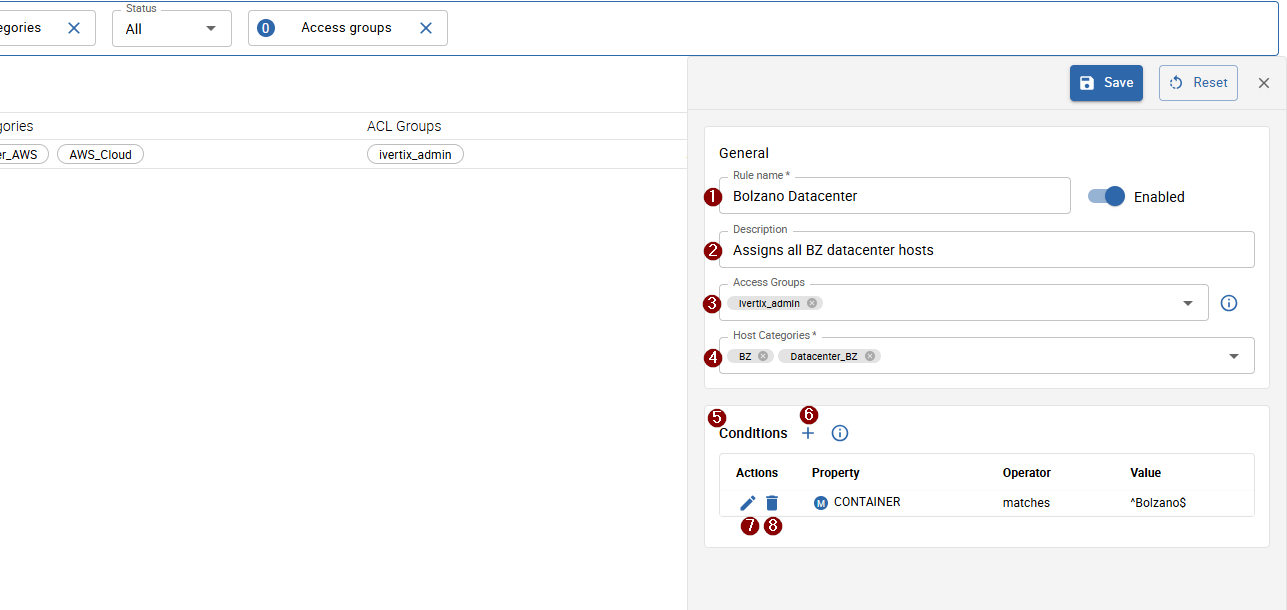 Status
egories
All
0 Access groups
Save Reset
gories ACL Groups
er_AWS AWS_Cloud ivertix_admin
General
Rule name *
1 Bolzano Datacenter Enabled
Description
2 Assigns all BZ datacenter hosts
Access Groups
3 ivertix_admin
Host Categories *
4 BZ Datacenter_BZ
5 6
Conditions
Actions Property Operator Value
M CONTAINER matches ^Bolzano$
7 8